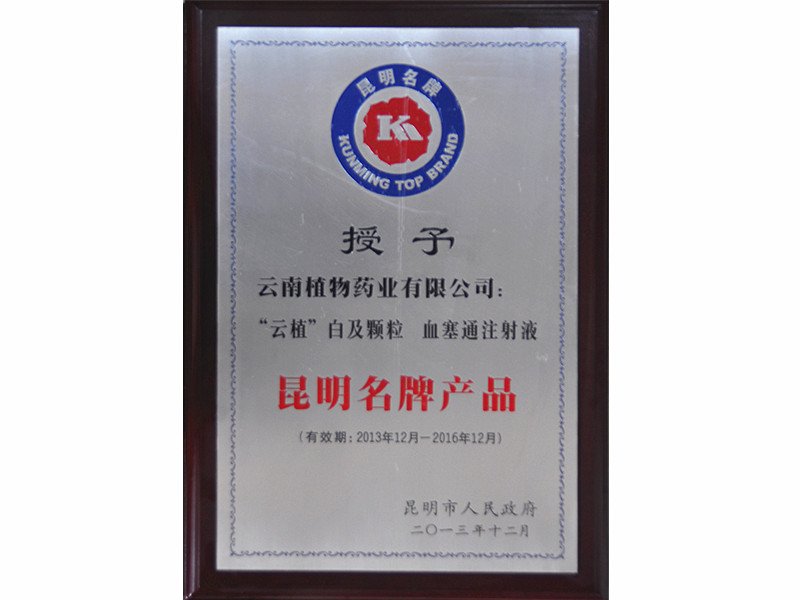 昆明名牌
K
KUNMING TOP BRAND
授予
云南植物药业有限公司：
“云植”白及颗粒 血塞通注射液
昆明名牌产品
（有效期：2013年12月－2016年12月）
昆明市人民政府
二〇一三年十二月